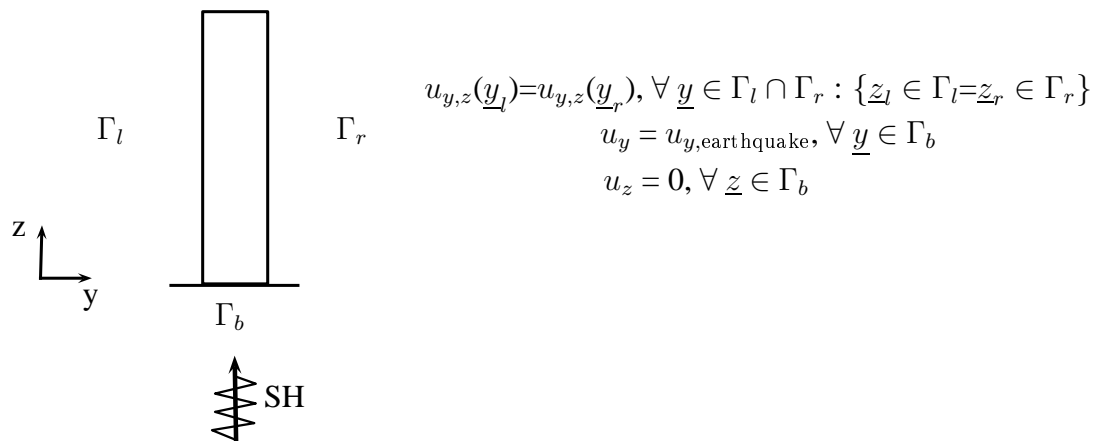 u_{y,z}(y_l)=u_{y,z}(y_r), ∀ y ∈ Γ_l ∩ Γ_r : {z_l ∈ Γ_l=z_r ∈ Γ_r}
Γ_l
Γ_r
u_y = u_{y,earthquake}, ∀ y ∈ Γ_b
u_z = 0, ∀ z ∈ Γ_b
z
y
Γ_b
SH